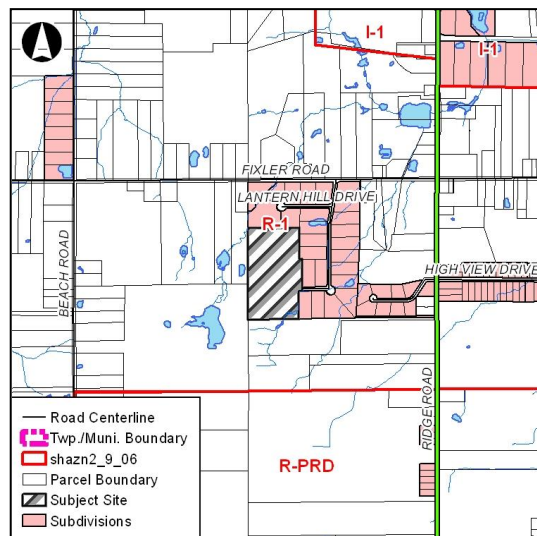 I-1
I-1
FIXLER ROAD
LANTERN HILL DRIVE
R-1
BEACH ROAD
HIGH VIEW DRIVE
RIDGE ROAD
R-PRD
Road Centerline
Twp./Muni. Boundary
shazn2_9_06
Parcel Boundary
Subject Site
Subdivisions